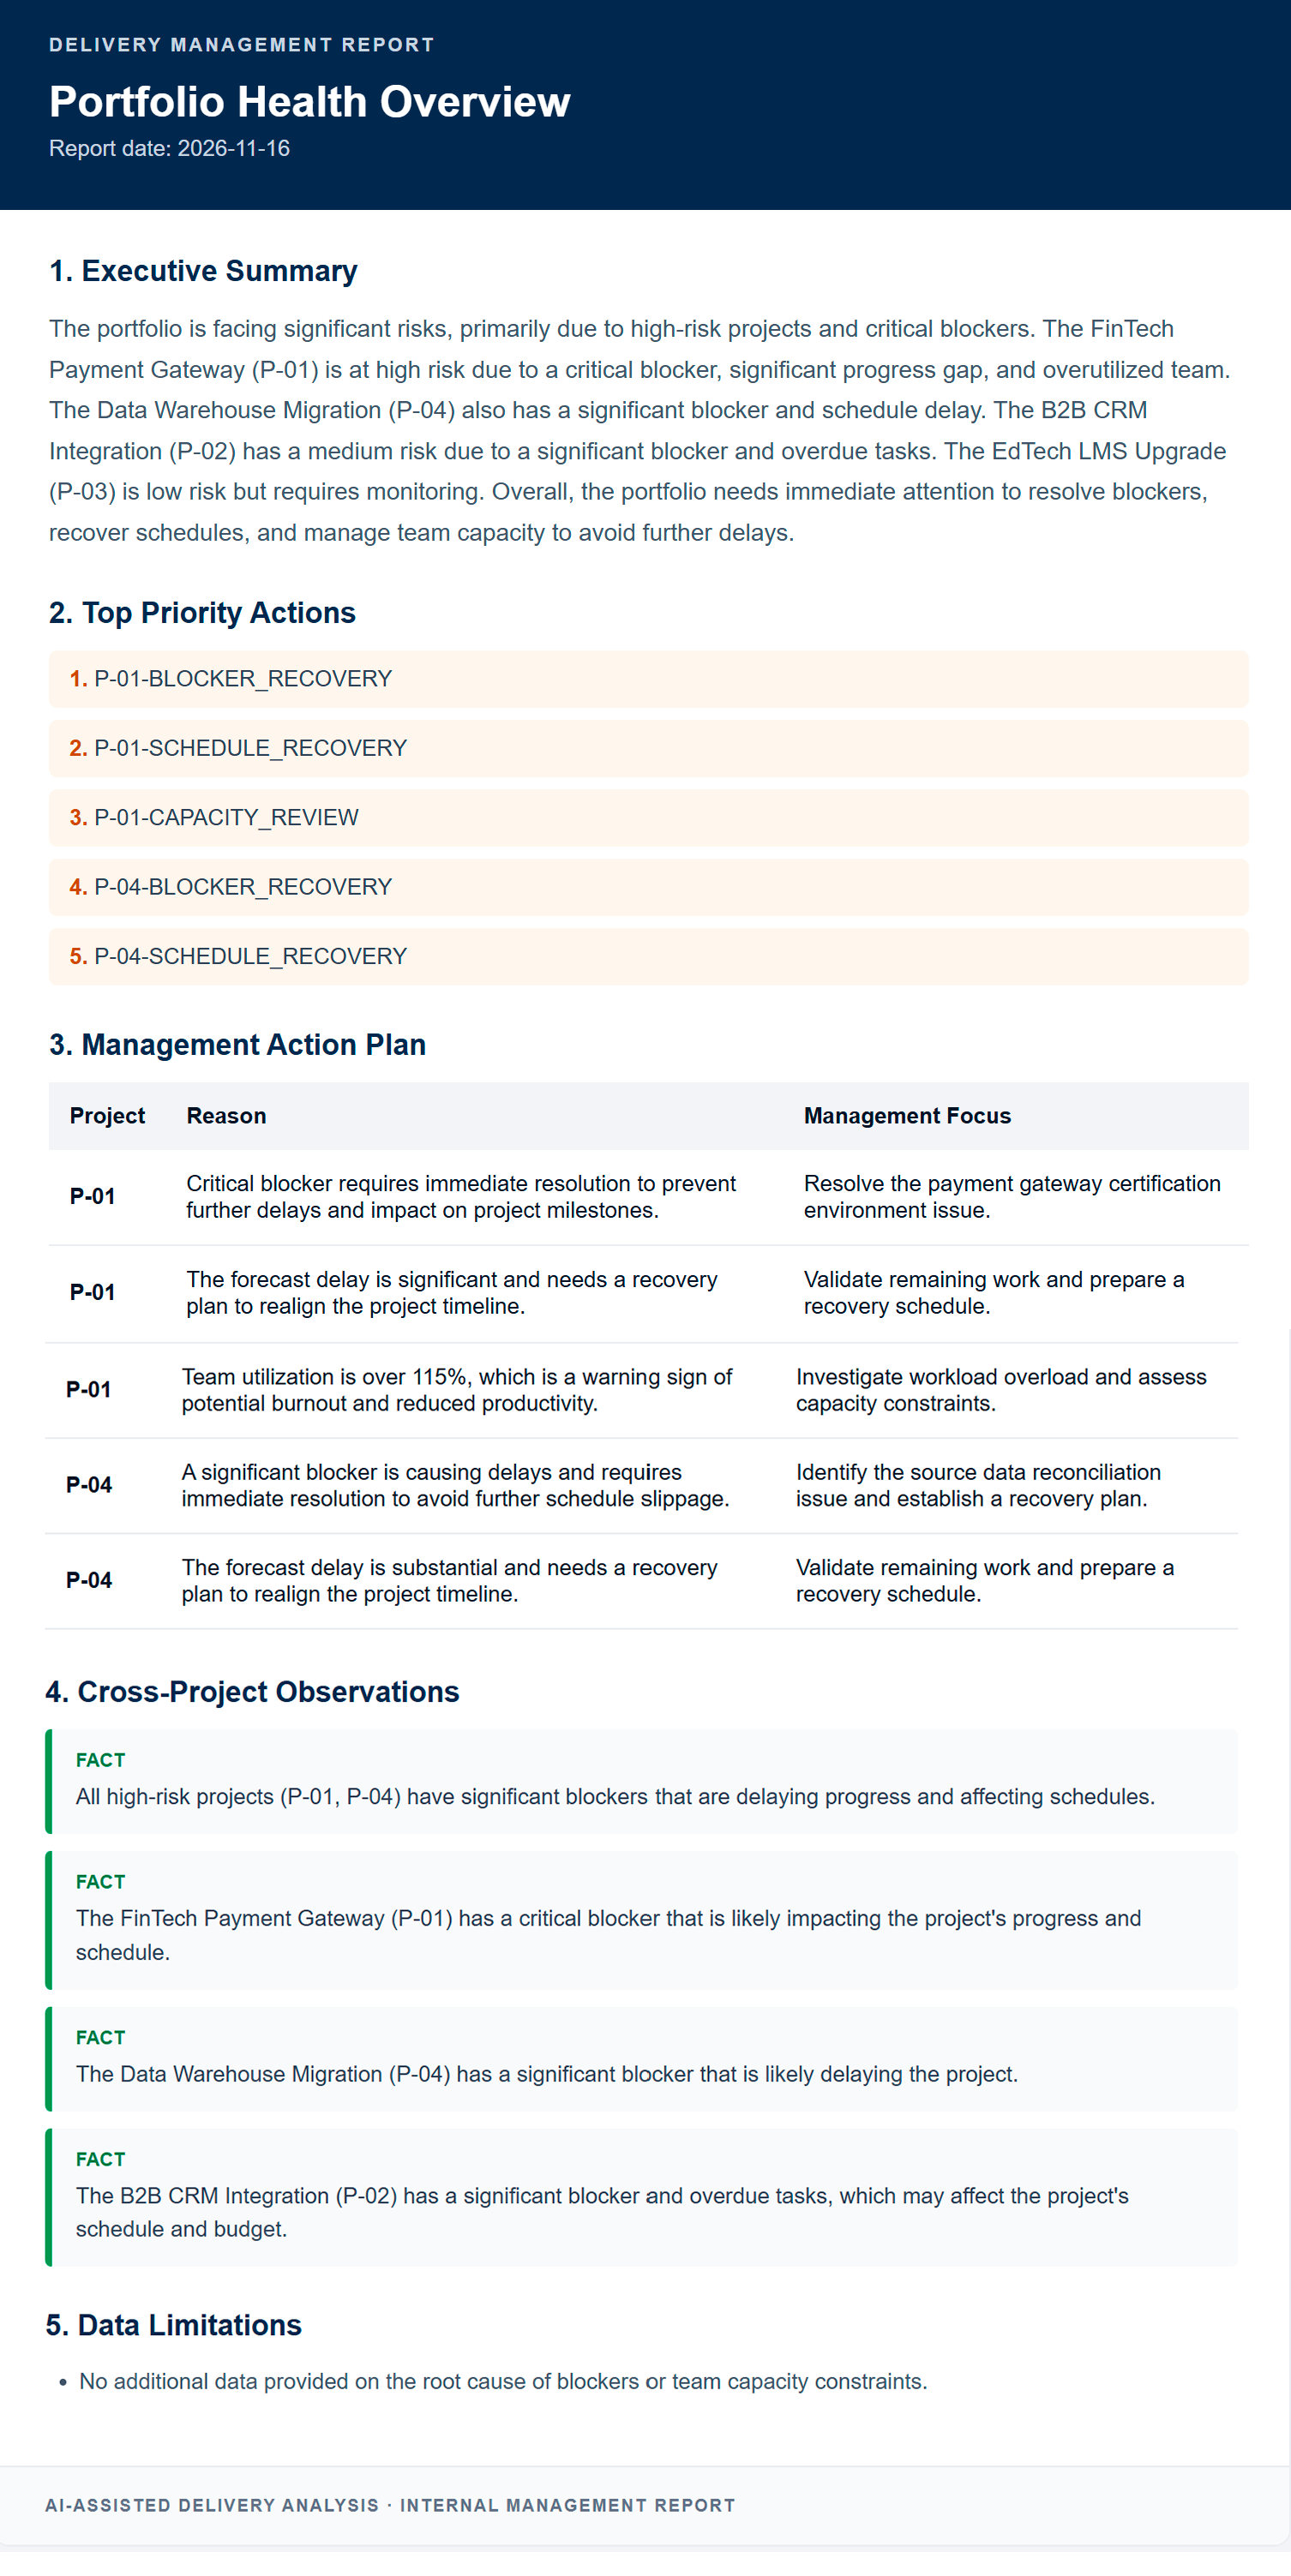 DELIVERY MANAGEMENT REPORT
Portfolio Health Overview
Report date: 2026-11-16
1. Executive Summary
The portfolio is facing significant risks, primarily due to high-risk projects and critical blockers. The FinTech
Payment Gateway (P-01) is at high risk due to a critical blocker, significant progress gap, and overutilized team.
The Data Warehouse Migration (P-04) also has a significant blocker and schedule delay. The B2B CRM
Integration (P-02) has a medium risk due to a significant blocker and overdue tasks. The EdTech LMS Upgrade
(P-03) is low risk but requires monitoring. Overall, the portfolio needs immediate attention to resolve blockers,
recover schedules, and manage team capacity to avoid further delays.
2. Top Priority Actions
1. P-01-BLOCKER_RECOVERY
2. P-01-SCHEDULE_RECOVERY
3. P-01-CAPACITY_REVIEW
4. P-04-BLOCKER_RECOVERY
5. P-04-SCHEDULE_RECOVERY
3. Management Action Plan
Project Reason Management Focus
P-01 Critical blocker requires immediate resolution to prevent further delays and impact on project milestones. Resolve the payment gateway certification environment issue.
P-01 The forecast delay is significant and needs a recovery plan to realign the project timeline. Validate remaining work and prepare a recovery schedule.
P-01 Team utilization is over 115%, which is a warning sign of potential burnout and reduced productivity. Investigate workload overload and assess capacity constraints.
P-04 A significant blocker is causing delays and requires immediate resolution to avoid further schedule slippage. Identify the source data reconciliation issue and establish a recovery plan.
P-04 The forecast delay is substantial and needs a recovery plan to realign the project timeline. Validate remaining work and prepare a recovery schedule.
4. Cross-Project Observations
FACT
All high-risk projects (P-01, P-04) have significant blockers that are delaying progress and affecting schedules.
FACT
The FinTech Payment Gateway (P-01) has a critical blocker that is likely impacting the project's progress and
schedule.
FACT
The Data Warehouse Migration (P-04) has a significant blocker that is likely delaying the project.
FACT
The B2B CRM Integration (P-02) has a significant blocker and overdue tasks, which may affect the project's
schedule and budget.
5. Data Limitations
• No additional data provided on the root cause of blockers or team capacity constraints.
AI-ASSISTED DELIVERY ANALYSIS · INTERNAL MANAGEMENT REPORT